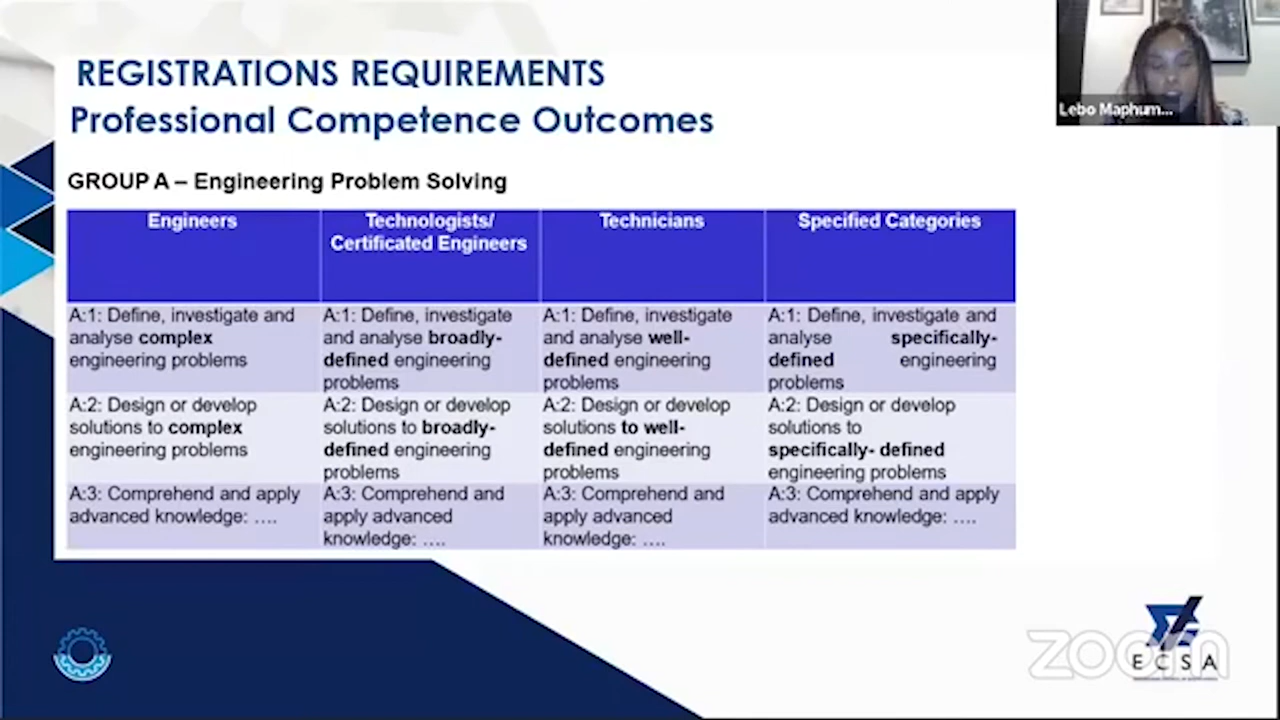 REGISTRATIONS REQUIREMENTS
Professional Competence Outcomes
Lebo Maphum...
GROUP A – Engineering Problem Solving
Engineers
Technologists/
Certificated Engineers
Technicians
Specified Categories
A:1: Define, investigate and
analyse complex
engineering problems
A:1: Define, investigate
and analyse broadly-
defined engineering
problems
A:1: Define, investigate
and analyse well-
defined engineering
problems
A:1: Define, investigate and
analyse specifically-
defined engineering
problems
A:2: Design or develop
solutions to complex
engineering problems
A:2: Design or develop
solutions to broadly-
defined engineering
problems
A:2: Design or develop
solutions to well-
defined engineering
problems
A:2: Design or develop
solutions to
specifically- defined
engineering problems
A:3: Comprehend and apply
advanced knowledge: ....
A:3: Comprehend and
apply advanced
knowledge: ....
A:3: Comprehend and
apply advanced
knowledge: ....
A:3: Comprehend and apply
advanced knowledge: ....
zoom
ECSA